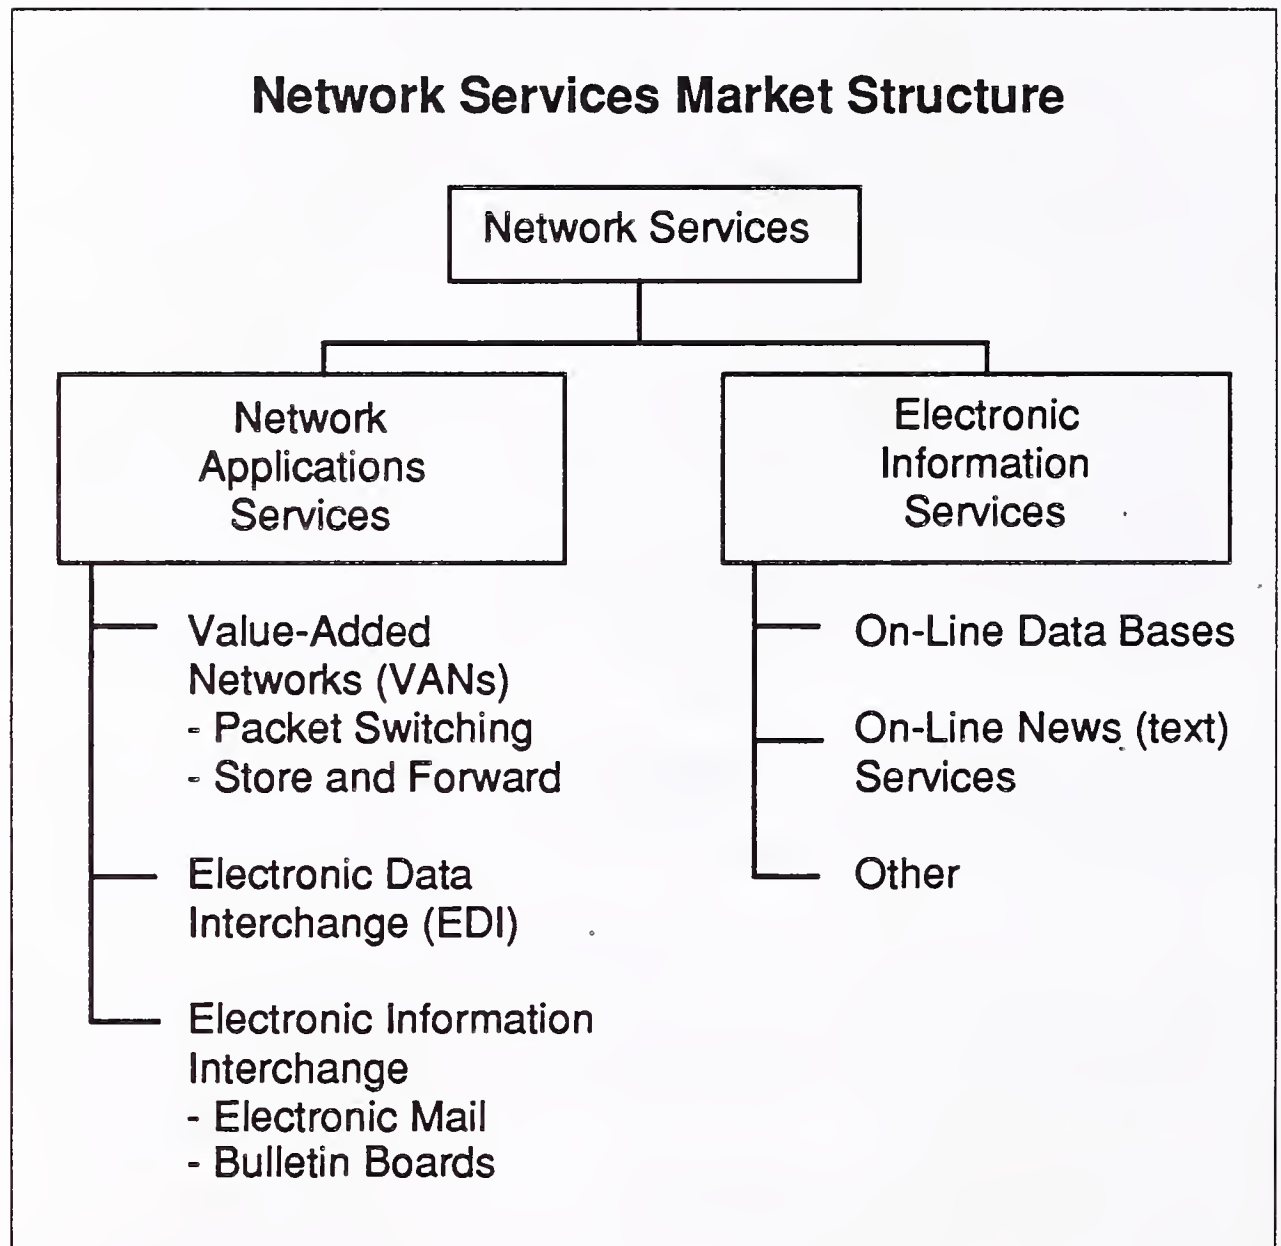 Network Services Market Structure
Network Services
Network
Applications
Services
Value-Added
Networks (VANs)
- Packet Switching
- Store and Forward
Electronic Data
Interchange (EDI)
Electronic Information
Interchange
- Electronic Mail
- Bulletin Boards
Electronic
Information
Services
On-Line Data Bases
On-Line News (text)
Services
Other